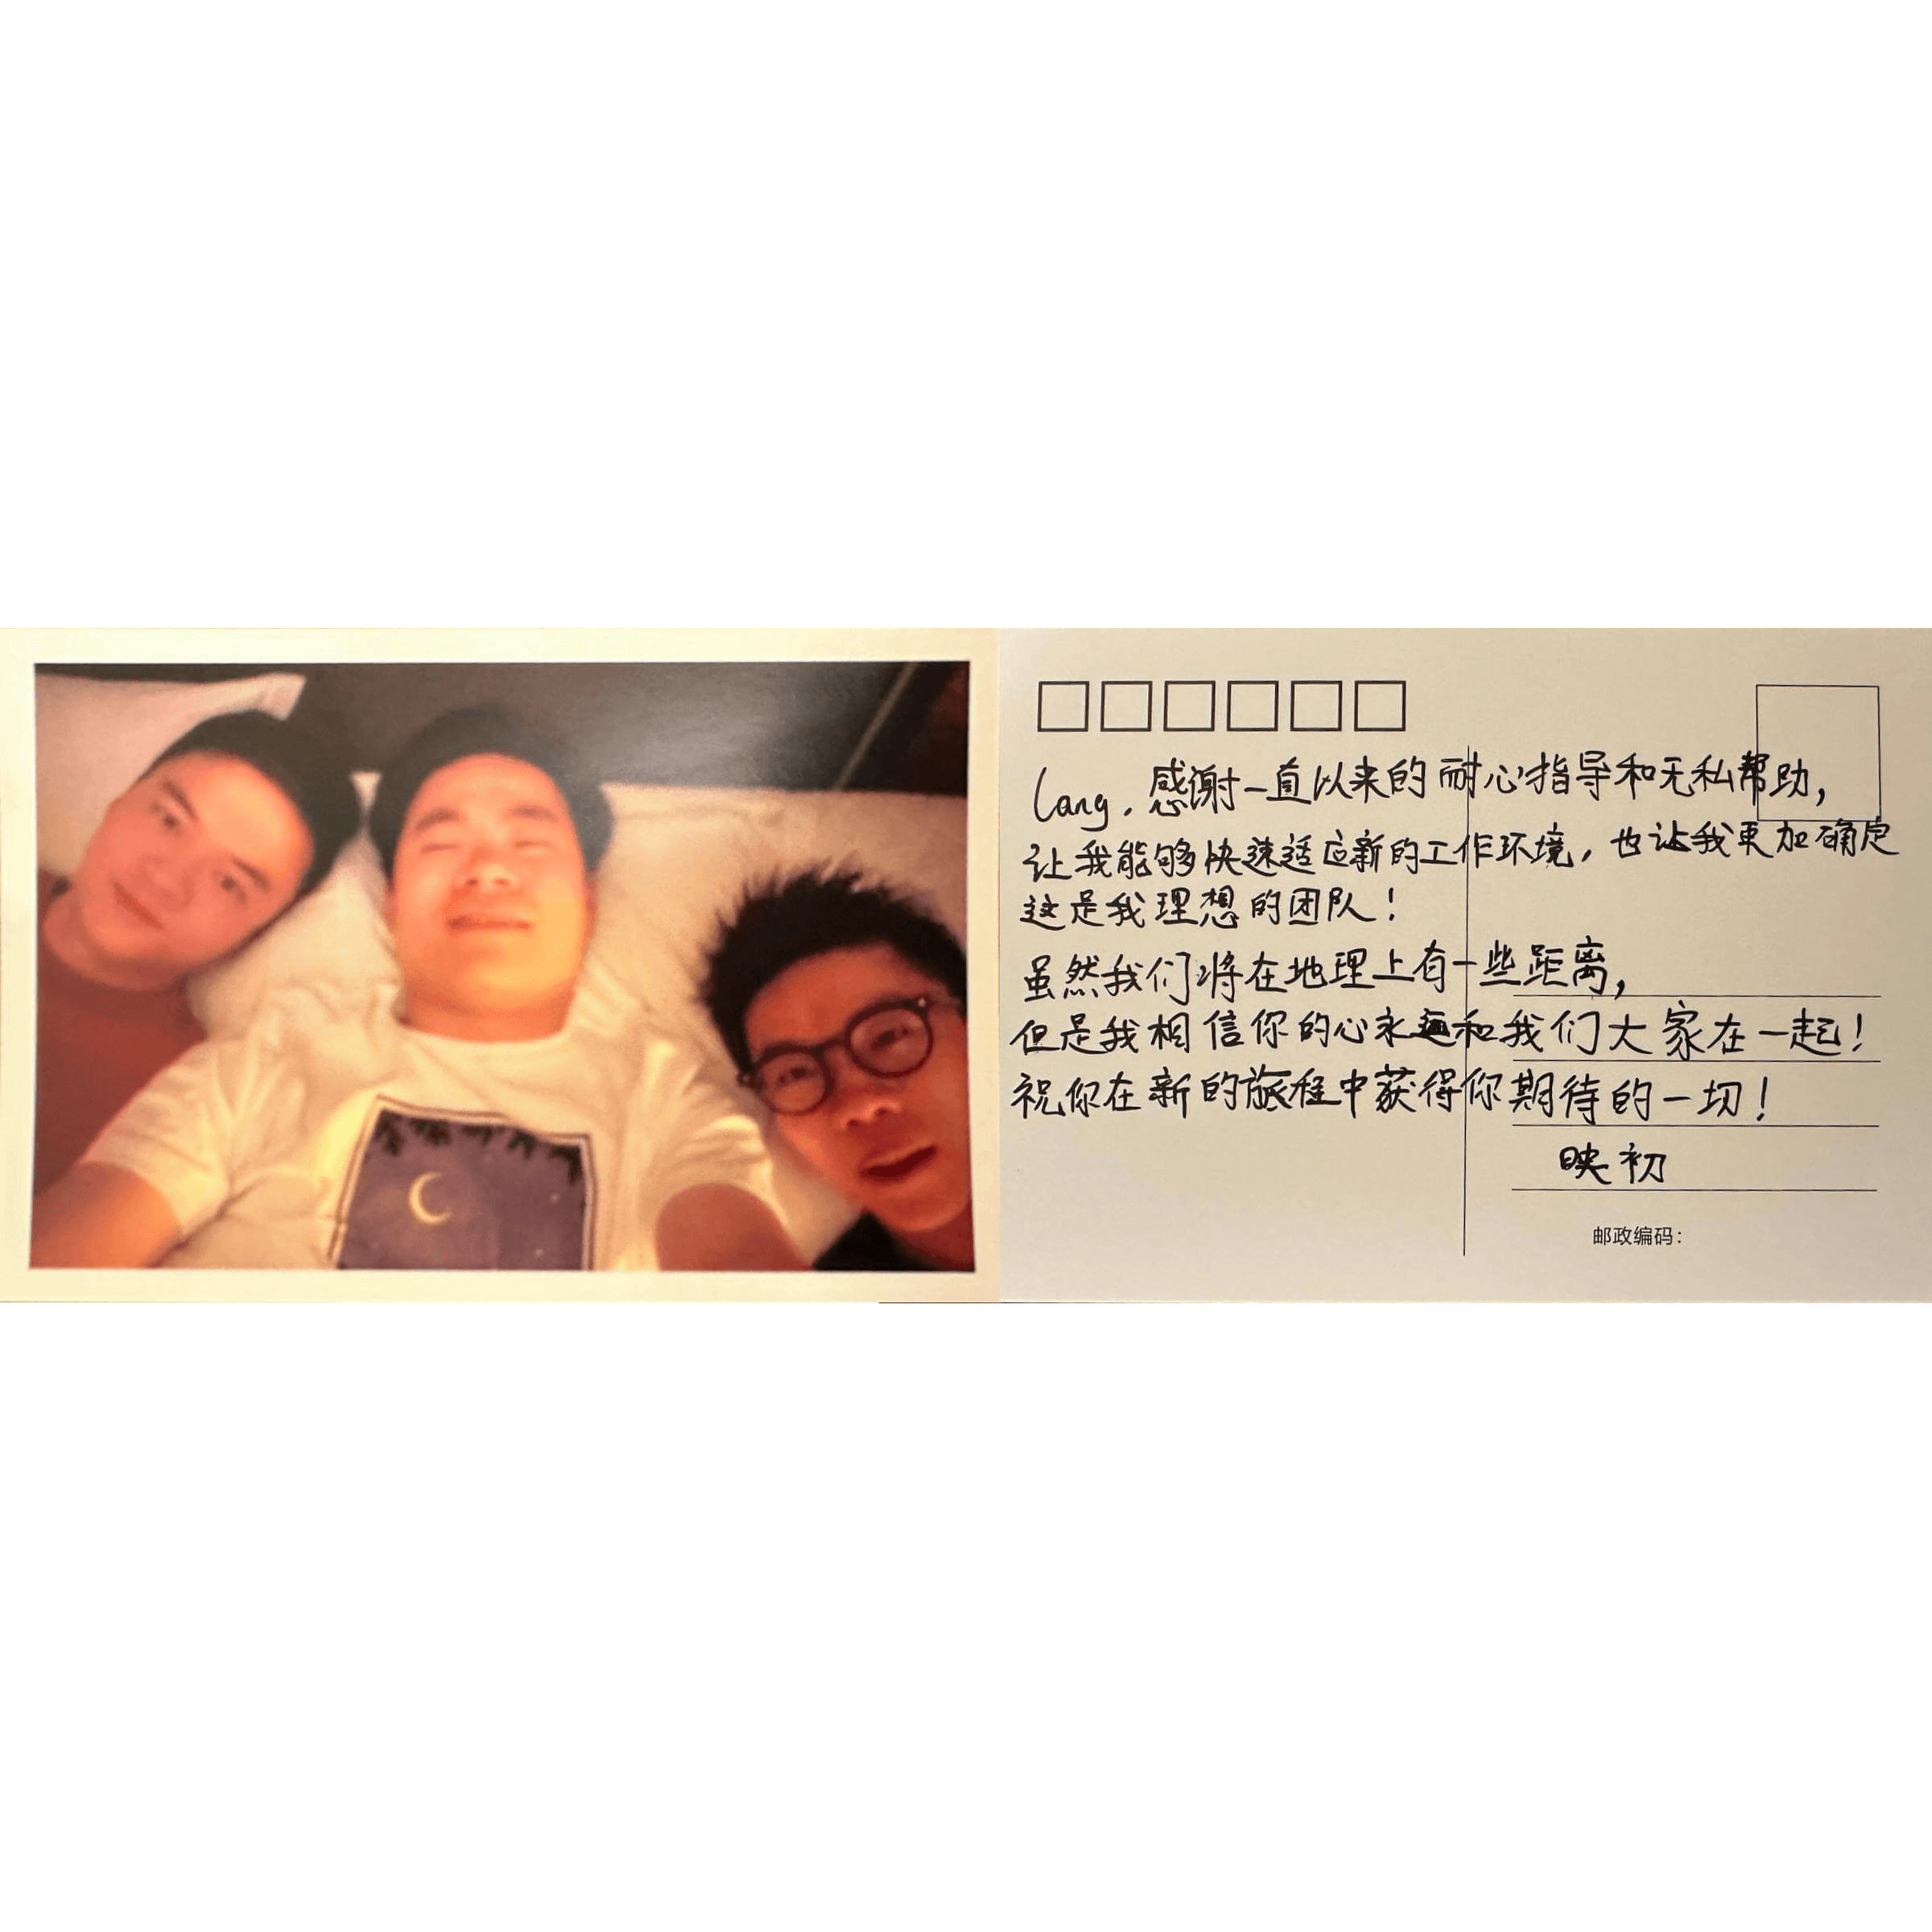 Lang，感谢一直以来的耐心指导和无私帮助，
让我能够快速适应新的工作环境，也让我更加确定
这是我理想的团队！
虽然我们将在地理上有一些距离，
但是我相信你的心永远和我们大家在一起！
祝你在新的旅程中获得你期待的一切！
映初
邮政编码：